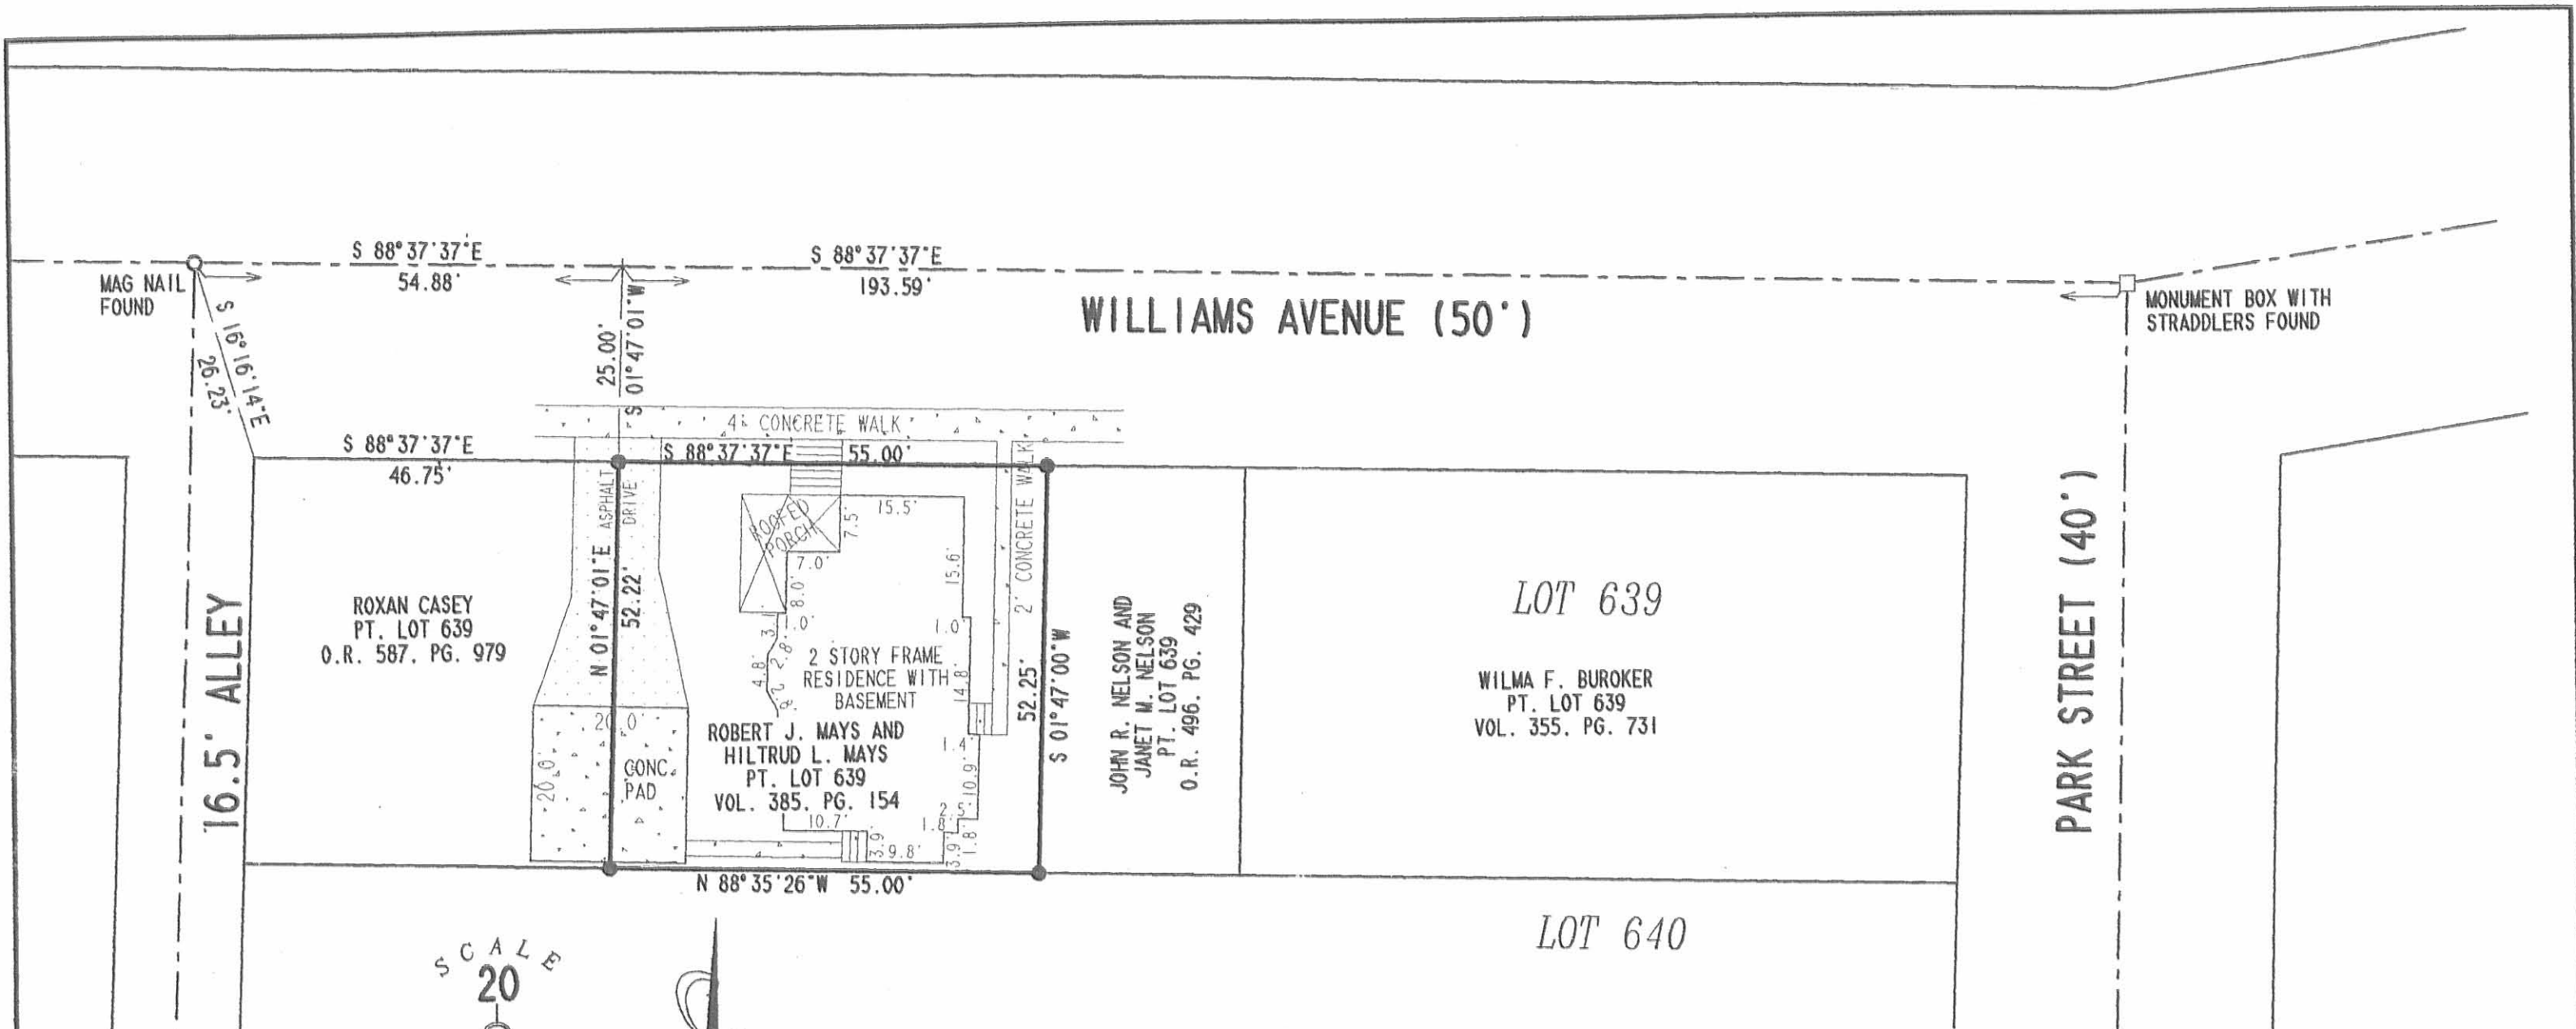 S 88°37'37"E
54.88'
S 88°37'37"E
193.59'
MAG NAIL
FOUND
S 16°16'14"E
26.23'
25.00'
S 01°47'01"W
WILLIAMS AVENUE (50')
MONUMENT BOX WITH
STRADDLERS FOUND
4' CONCRETE WALK
S 88°37'37"E
46.75'
S 88°37'37"E 55.00'
ASPHALT
DRIVE
N 01°47'01"E
52.22'
ROOFED
PORCH
7.5'
15.5'
7.0'
8.0'
15.6'
2' CONCRETE WALK
1.0'
1.0'
4.8'
2.8'
14.8'
2 STORY FRAME
RESIDENCE WITH
BASEMENT
52.25'
S 01°47'00"W
16.5' ALLEY
ROXAN CASEY
PT. LOT 639
O.R. 587, PG. 979
20.0'
20.0'
CONC.
PAD
ROBERT J. MAYS AND
HILTRUD L. MAYS
PT. LOT 639
VOL. 385, PG. 154
1.4'
10.9'
2.5'
1.8'
1.8'
10.7'
3.9'
9.8'
3.9'
N 88°35'26"W 55.00'
JOHN R. NELSON AND
JANET M. NELSON
PT. LOT 639
O.R. 496, PG. 429
LOT 639
WILMA F. BUROKER
PT. LOT 639
VOL. 355, PG. 731
PARK STREET (40')
LOT 640
SCALE
20